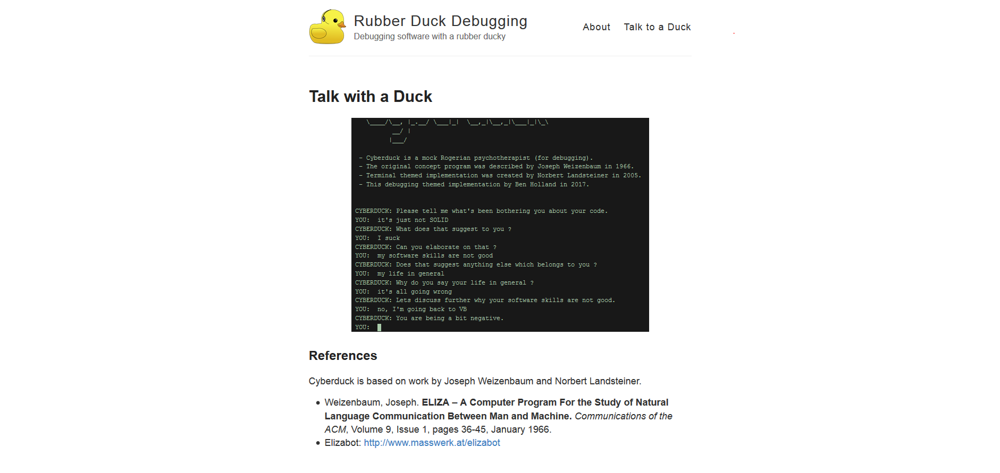 Rubber Duck Debugging
Debugging software with a rubber ducky
About Talk to a Duck
Talk with a Duck
\____/\__, |_.__/ \___|_|  \__,_|\__,_|\___|_|\_\
__/ |
|___/
- Cyberduck is a mock Rogerian psychotherapist (for debugging).
- The original concept program was described by Joseph Weizenbaum in 1966.
- Terminal themed implementation was created by Norbert Landsteiner in 2005.
- This debugging themed implementation by Ben Holland in 2017.
CYBERDUCK: Please tell me what's been bothering you about your code.
YOU:  it's just not SOLID
CYBERDUCK: What does that suggest to you ?
YOU:  I suck
CYBERDUCK: Can you elaborate on that ?
YOU:  my software skills are not good
CYBERDUCK: Does that suggest anything else which belongs to you ?
YOU:  my life in general
CYBERDUCK: Why do you say your life in general ?
YOU:  it's all going wrong
CYBERDUCK: Lets discuss further why your software skills are not good.
YOU:  no, I'm going back to VB
CYBERDUCK: You are being a bit negative.
YOU:
References
Cyberduck is based on work by Joseph Weizenbaum and Norbert Landsteiner.
• Weizenbaum, Joseph. ELIZA – A Computer Program For the Study of Natural
Language Communication Between Man and Machine. Communications of the
ACM, Volume 9, Issue 1, pages 36-45, January 1966.
• Elizabot: http://www.masswerk.at/elizabot